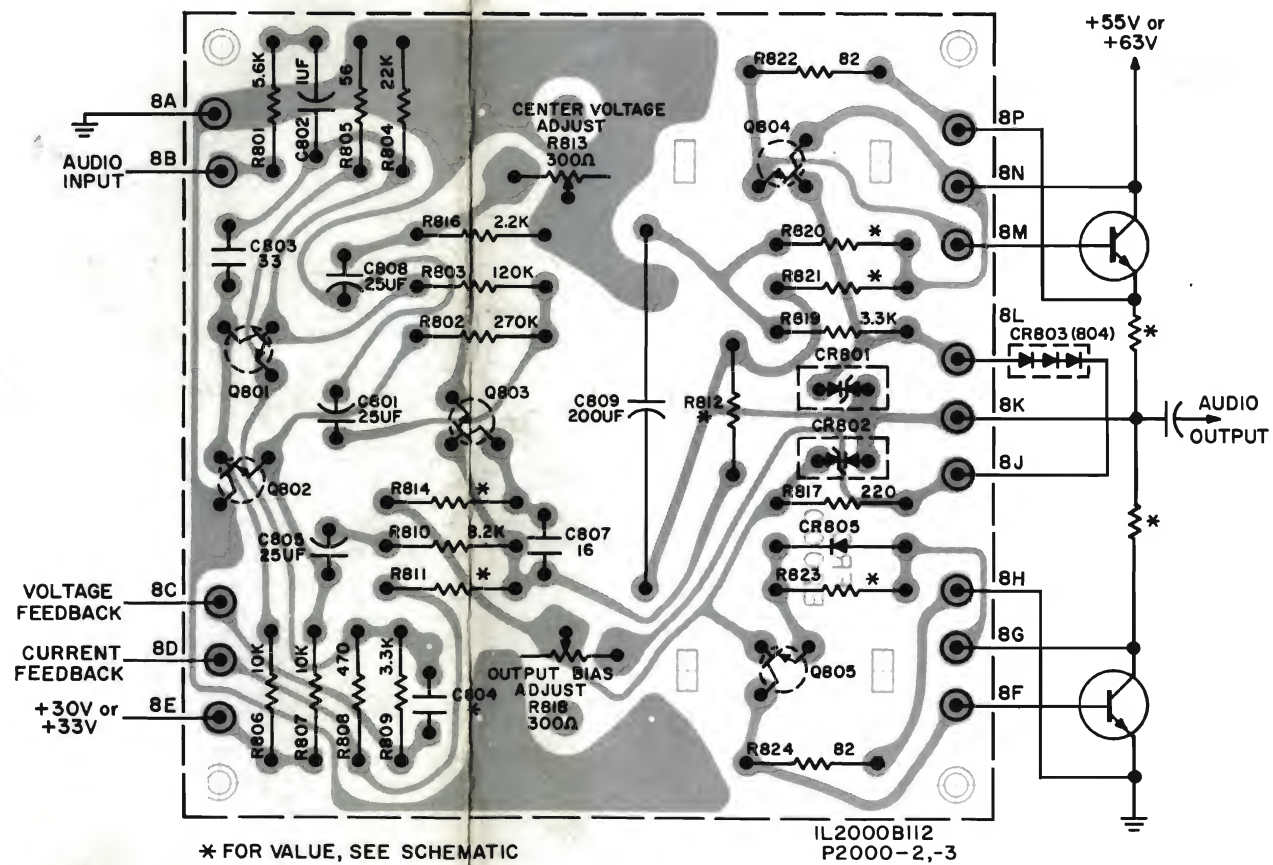 +55V or
+63V
8A
AUDIO
INPUT
8B
5.6K
R801
1UF
C802
56
R805
22K
R804
CENTER VOLTAGE
ADJUST
R813
300Ω
R822 82
Q804
8P
8N
8M
C803
33
R816 2.2K
C808
25UF
R803 120K
R802 270K
R820 *
R821 *
R819 3.3K
8L
CR803(804)
*
Q801
C801
25UF
Q803
C809
200UF
R812
*
CR801
CR802
8K
AUDIO
OUTPUT
8J
Q802
R814 *
R810 8.2K
R811 *
C805
25UF
C807
16
R817 220
CR805
R823 *
*
8H
VOLTAGE
FEEDBACK
8C
CURRENT
FEEDBACK
8D
+30V or
+33V
8E
10K
R806
10K
R807
470
R808
3.3K
R809
C804
*
OUTPUT BIAS
ADJUST
R818
300Ω
Q805
8G
8F
R824 82
* FOR VALUE, SEE SCHEMATIC
IL2000B112
P2000-2,-3